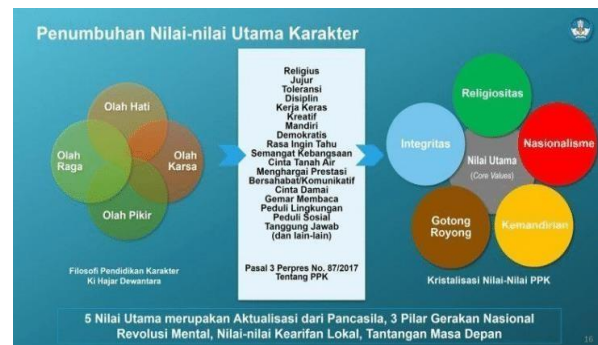 Penumbuhan Nilai-nilai Utama Karakter
Olah Hati
Olah
Raga
Olah
Karsa
Olah Pikir
Filosofi Pendidikan Karakter
Ki Hajar Dewantara
Religius
Jujur
Toleransi
Disiplin
Kerja Keras
Kreatif
Mandiri
Demokratis
Rasa Ingin Tahu
Semangat Kebangsaan
Cinta Tanah Air
Menghargai Prestasi
Bersahabat/Komunikatif
Cinta Damai
Gemar Membaca
Peduli Lingkungan
Peduli Sosial
Tanggung Jawab
(dan lain-lain)
Pasal 3 Perpres No. 87/2017
Tentang PPK
Religiositas
Integritas
Nasionalisme
Nilai Utama
(Core Values)
Gotong
Royong
Kemandirian
Kristalisasi Nilai-Nilai PPK
5 Nilai Utama merupakan Aktualisasi dari Pancasila, 3 Pilar Gerakan Nasional
Revolusi Mental, Nilai-nilai Kearifan Lokal, Tantangan Masa Depan
16